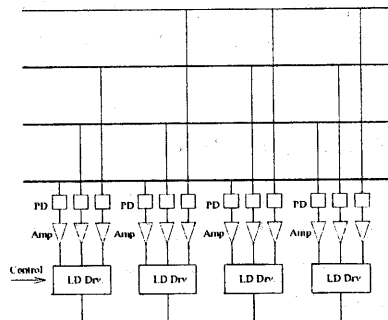 PD PD PD PD
Amp Amp Amp Amp
Control
LD Drv. LD Drv LD Drv LD Drv